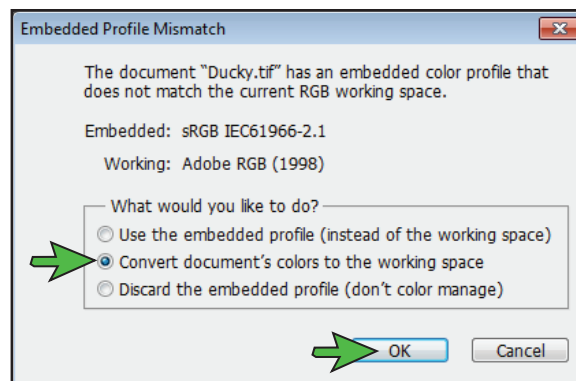 Embedded Profile Mismatch
The document “Ducky.tif” has an embedded color profile that
does not match the current RGB working space.
Embedded: sRGB IEC61966-2.1
Working: Adobe RGB (1998)
What would you like to do?
Use the embedded profile (instead of the working space)
Convert document's colors to the working space
Discard the embedded profile (don't color manage)
OK Cancel